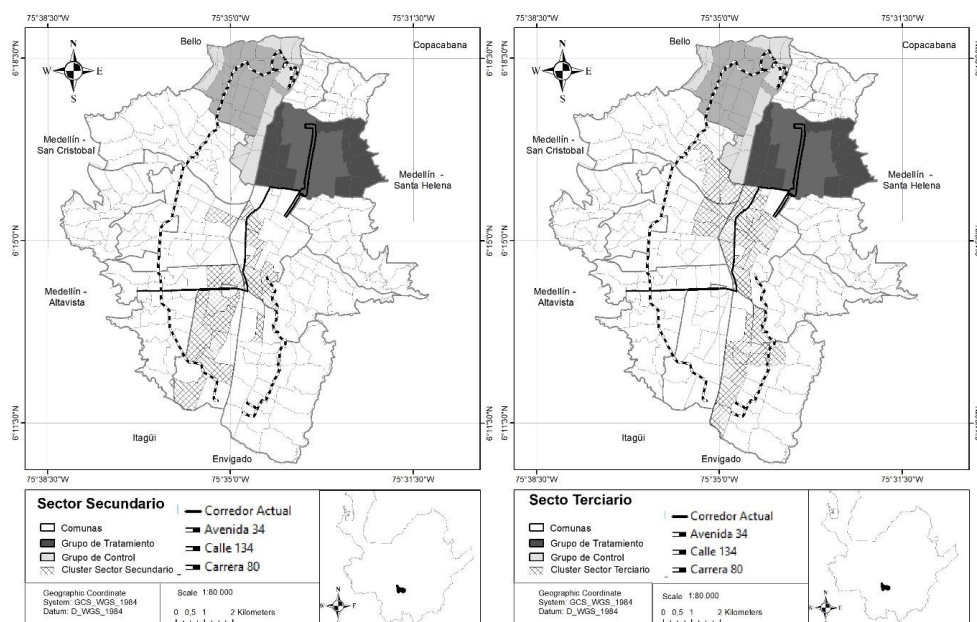 75°38'30"W 75°35'0"W 75°31'30"W
Bello
Copacabana
N
W E
S
6°18'30"N
Medellín -
San Cristobal
Medellín -
Santa Helena
6°15'0"N
Medellín -
Altavista
6°11'30"N
Itagüi
Envigado
75°38'30"W 75°35'0"W 75°31'30"W
Sector Secundario
Comunas
Grupo de Tratamiento
Grupo de Control
Cluster Sector Secundario
Corredor Actual
Avenida 34
Calle 134
Carrera 80
Geographic Coordinate
System: GCS_WGS_1984
Datum: D_WGS_1984
Scale 1:80.000
0 0,5 1 2 Kilometers
N
W E
S
75°38'30"W 75°35'0"W 75°31'30"W
Bello
Copacabana
N
W E
S
6°18'30"N
Medellín -
San Cristobal
Medellín -
Santa Helena
6°15'0"N
Medellín -
Altavista
6°11'30"N
Itagüi
Envigado
75°38'30"W 75°35'0"W 75°31'30"W
Secto Terciario
Comunas
Grupo de Tratamiento
Grupo de Control
Cluster Sector Terciario
Corredor Actual
Avenida 34
Calle 134
Carrera 80
Geographic Coordinate
System: GCS_WGS_1984
Datum: D_WGS_1984
Scale 1:80.000
0 0,5 1 2 Kilometers
N
W E
S